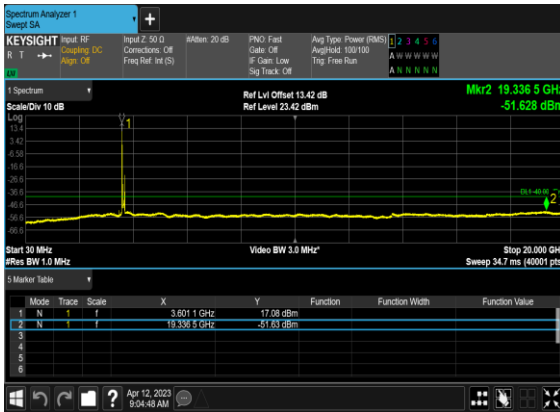 Spectrum Analyzer 1
Swept SA
+
KEYSIGHT Input: RF Input Z: 50 Ω #Atten: 20 dB PNO: Fast Avg Type: Power (RMS) 1 2 3 4 5 6
R T Coupling: DC Corrections: Off Gate: Off Avg|Hold: 100/100 A W W W W W
Align: Off Freq Ref: Int (S) IF Gain: Low Trig: Free Run
Sig Track: Off A N N N N N
1 Spectrum Ref Lvl Offset 13.42 dB Mkr2 19.336 5 GHz
Scale/Div 10 dB Ref Level 23.42 dBm -51.628 dBm
Log
13.4
3.42
-6.58
-16.6
-26.6
-36.6
-46.6
-56.6
-66.6
1
2
Start 30 MHz Video BW 3.0 MHz* Stop 20.000 GHz
#Res BW 1.0 MHz Sweep 34.7 ms (40001 pts)
5 Marker Table
Mode Trace Scale X Y Function Function Width Function Value
1 N 1 f 3.601 1 GHz 17.08 dBm
2 N 1 f 19.336 5 GHz -51.63 dBm
3
4
5
6
?
Apr 12, 2023
9:04:48 AM